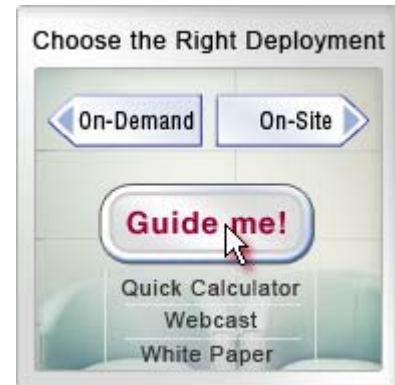 Choose the Right Deployment
On-Demand On-Site
Guide me!
Quick Calculator
Webcast
White Paper